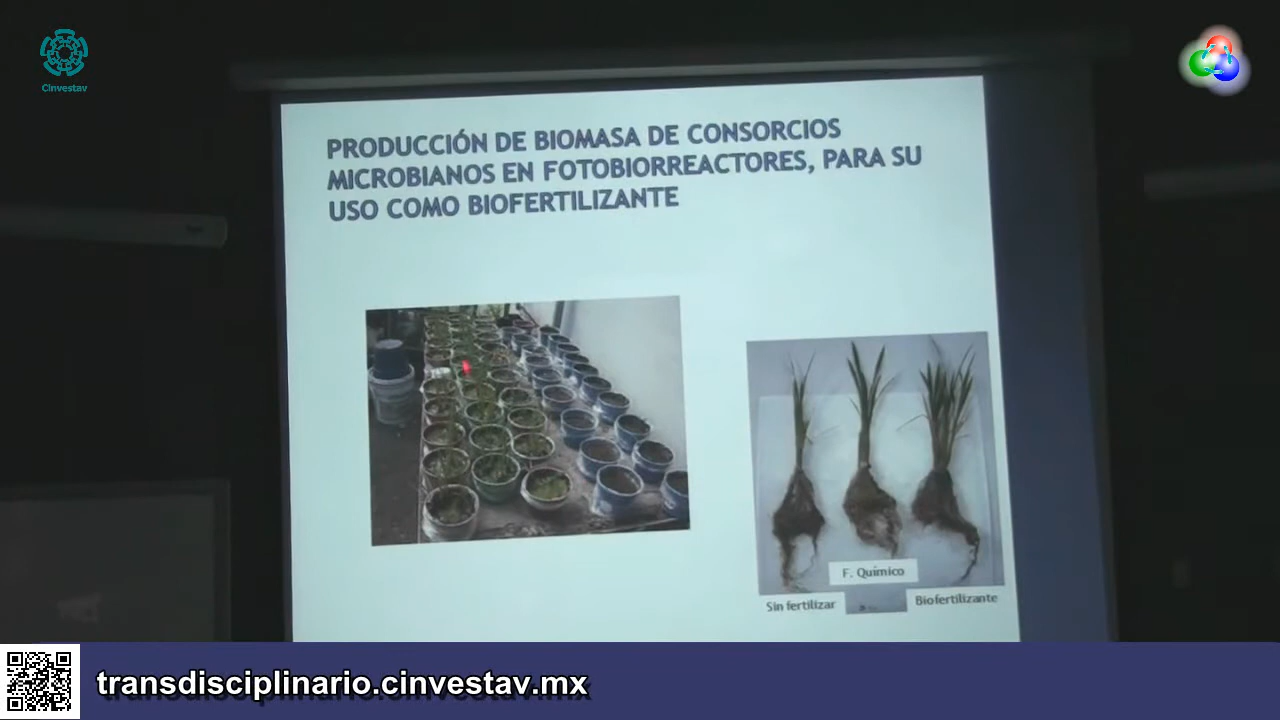 Cinvestav
PRODUCCIÓN DE BIOMASA DE CONSORCIOS
MICROBIANOS EN FOTOBIORREACTORES, PARA SU
USO COMO BIOFERTILIZANTE
F. Químico
Sin fertilizar
Biofertilizante
transdisciplinario.cinvestav.mx